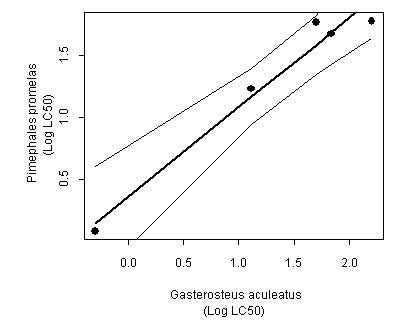 1.5
1.0
0.5
Pimephales promelas
(Log LC50)
0.0 0.5 1.0 1.5 2.0
Gasterosteus aculeatus
(Log LC50)